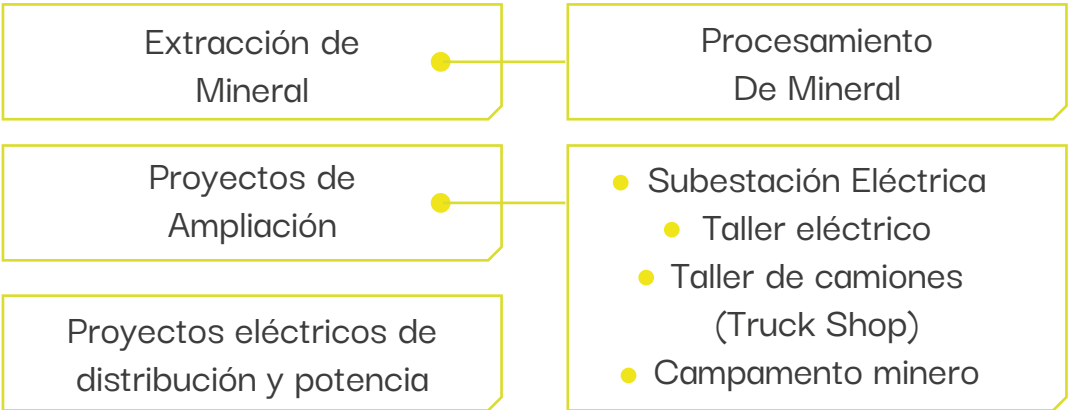 Extracción de
Mineral
Procesamiento
De Mineral
Proyectos de
Ampliación
Subestación Eléctrica
Taller eléctrico
Taller de camiones
(Truck Shop)
Campamento minero
Proyectos eléctricos de
distribución y potencia